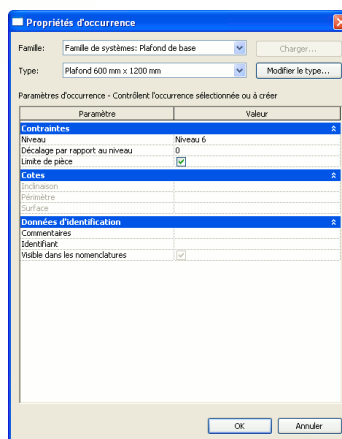 Propriétés d'occurrence
Famille: Famille de systèmes: Plafond de base Charger...
Type: Plafond 600 mm x 1200 mm Modifier le type...
Paramètres d'occurrence - Contrôlent l'occurrence sélectionnée ou à créer
Paramètre Valeur
Contraintes
Niveau Niveau 6
Décalage par rapport au niveau 0
Limite de pièce
Cotes
Inclinaison
Périmètre
Surface
Données d'identification
Commentaires
Identifiant
Visible dans les nomenclatures
OK Annuler